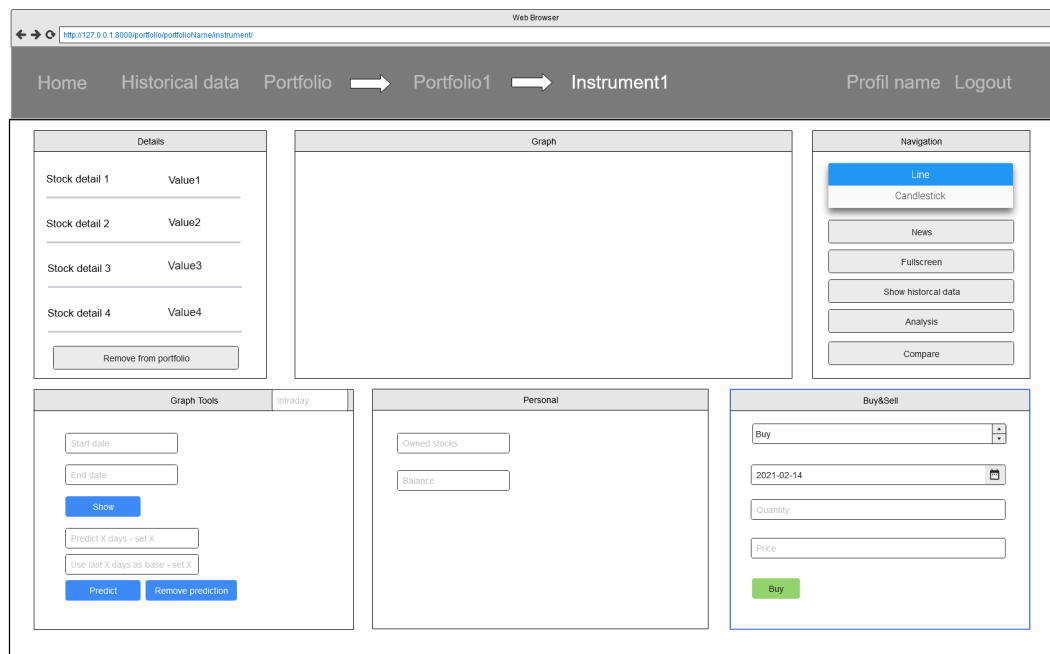 Web Browser
http://127.0.0.1:8000/portfolio/portfolioName/instrument/
Home Historical data Portfolio Portfolio1 Instrument1 Profil name Logout
Details
Stock detail 1 Value1
Stock detail 2 Value2
Stock detail 3 Value3
Stock detail 4 Value4
Remove from portfolio
Graph
Navigation
Line
Candlestick
News
Fullscreen
Show historcal data
Analysis
Compare
Graph Tools Intraday
Start date
End date
Show
Predict X days - set X
Use last X days as base - set X
Predict Remove prediction
Personal
Owned stocks
Balance
Buy&Sell
Buy
2021-02-14
Quantity
Price
Buy